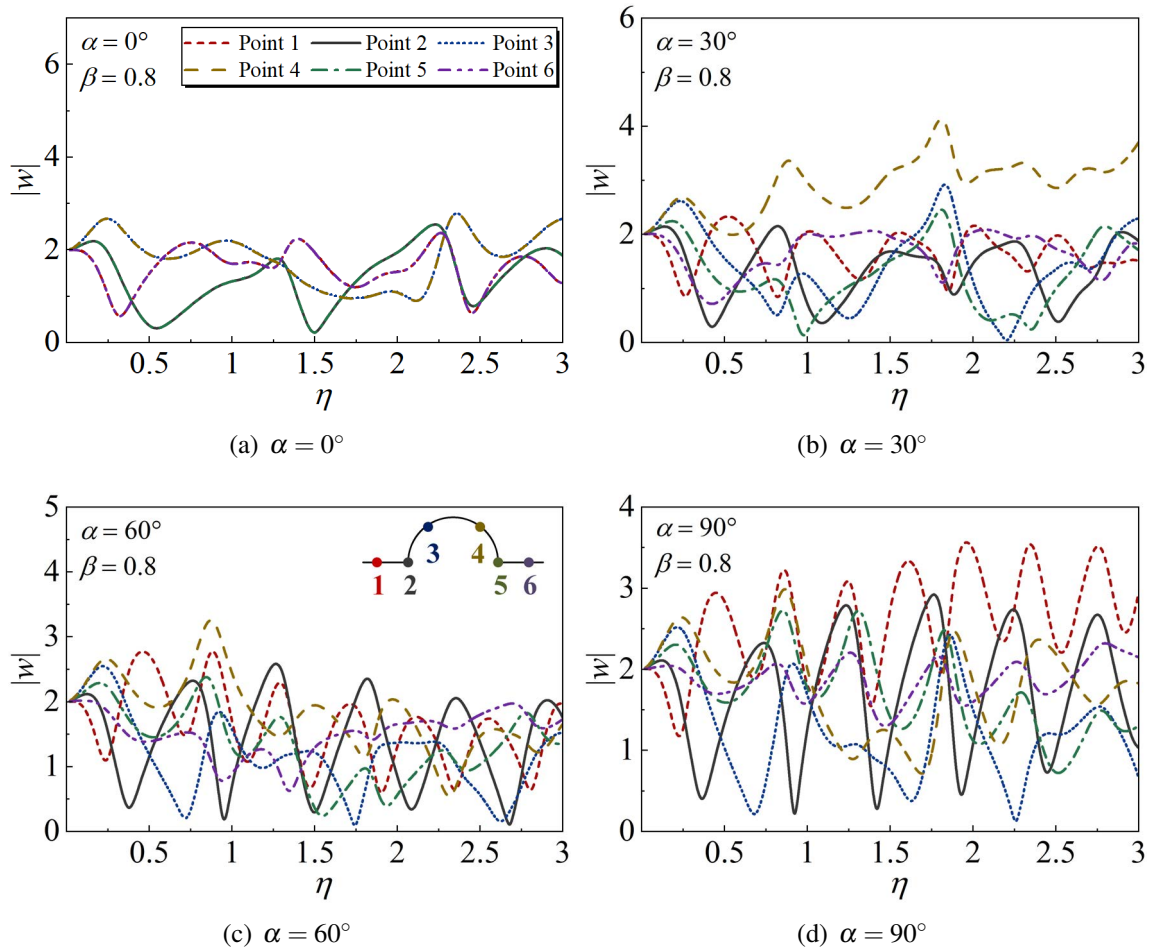 α = 0°
β = 0.8
Point 1 Point 2 Point 3
Point 4 Point 5 Point 6
6
4
2
0
|w|
0.5 1 1.5 2 2.5 3
η
(a) α = 0°
α = 30°
β = 0.8
6
4
2
0
|w|
0.5 1 1.5 2 2.5 3
η
(b) α = 30°
α = 60°
β = 0.8
3 4
1 2 5 6
5
4
3
2
1
0
|w|
0.5 1 1.5 2 2.5 3
η
(c) α = 60°
α = 90°
β = 0.8
4
3
2
1
0
|w|
0.5 1 1.5 2 2.5 3
η
(d) α = 90°